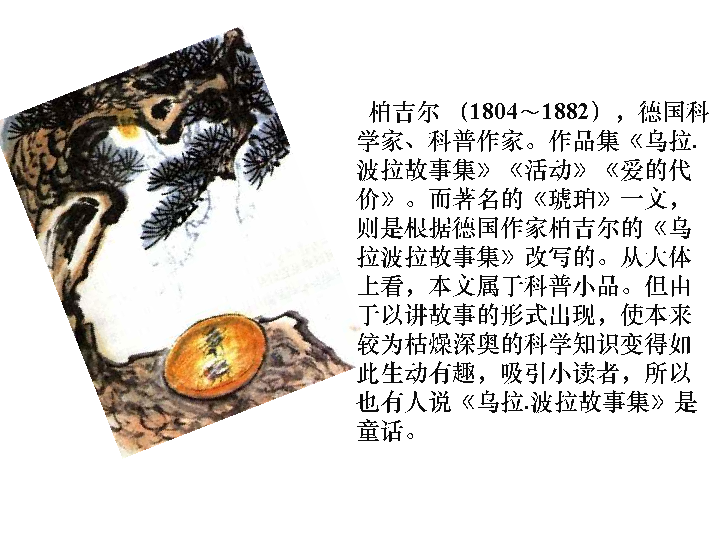 柏吉尔 （1804～1882），德国科
学家、科普作家。作品集《乌拉.
波拉故事集》《活动》《爱的代
价》。而著名的《琥珀》一文，
则是根据德国作家柏吉尔的《乌
拉波拉故事集》改写的。从大体
上看，本文属于科普小品。但由
于以讲故事的形式出现，使本来
较为枯燥深奥的科学知识变得如
此生动有趣，吸引小读者，所以
也有人说《乌拉.波拉故事集》是
童话。